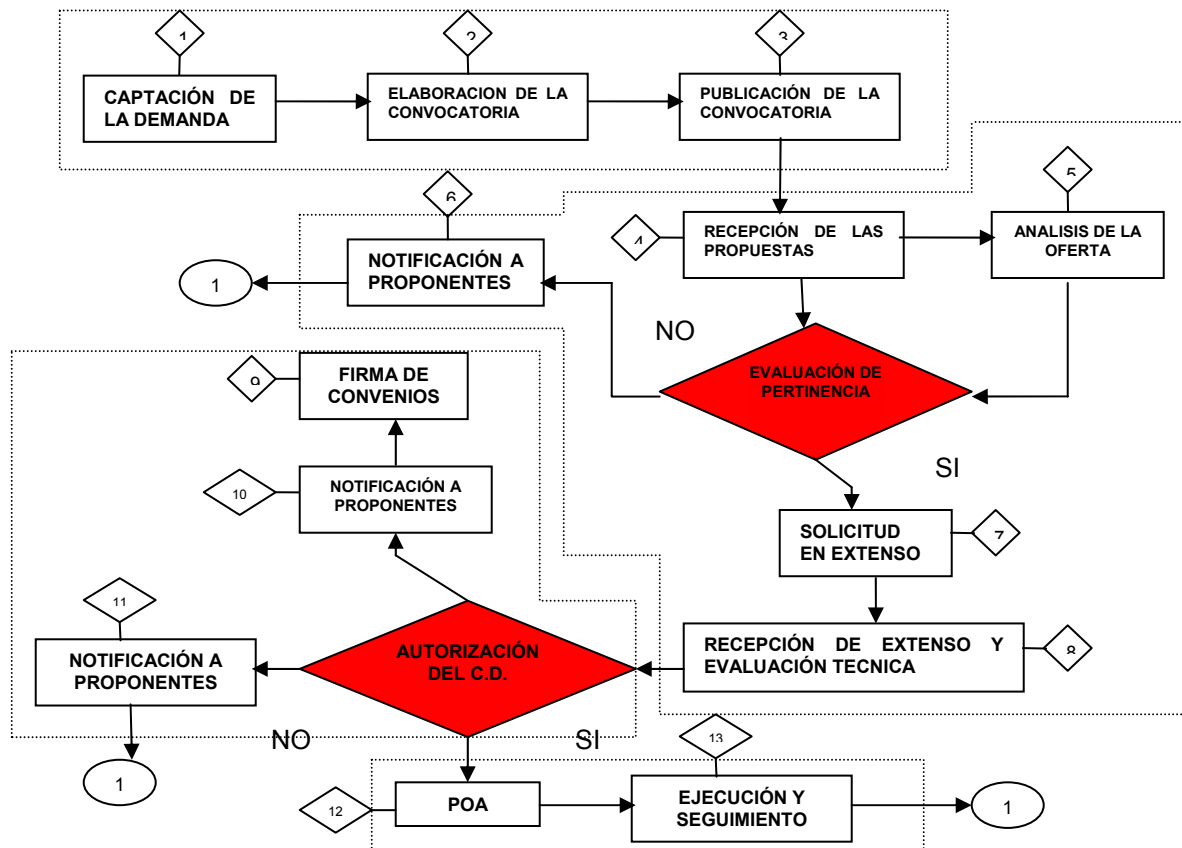 1
2
3
CAPTACIÓN DE
LA DEMANDA
ELABORACION DE LA
CONVOCATORIA
PUBLICACIÓN DE LA
CONVOCATORIA
5
6
4
RECEPCIÓN DE LAS
PROPUESTAS
ANALISIS DE LA
OFERTA
NOTIFICACIÓN A
PROPONENTES
1
NO
EVALUACIÓN DE
PERTINENCIA
9
FIRMA DE
CONVENIOS
SI
10
NOTIFICACIÓN A
PROPONENTES
SOLICITUD
EN EXTENSO
7
11
NOTIFICACIÓN A
PROPONENTES
AUTORIZACIÓN
DEL C.D.
RECEPCIÓN DE EXTENSO Y
EVALUACIÓN TECNICA
8
NO
SI
13
1
12
POA
EJECUCIÓN Y
SEGUIMIENTO
1